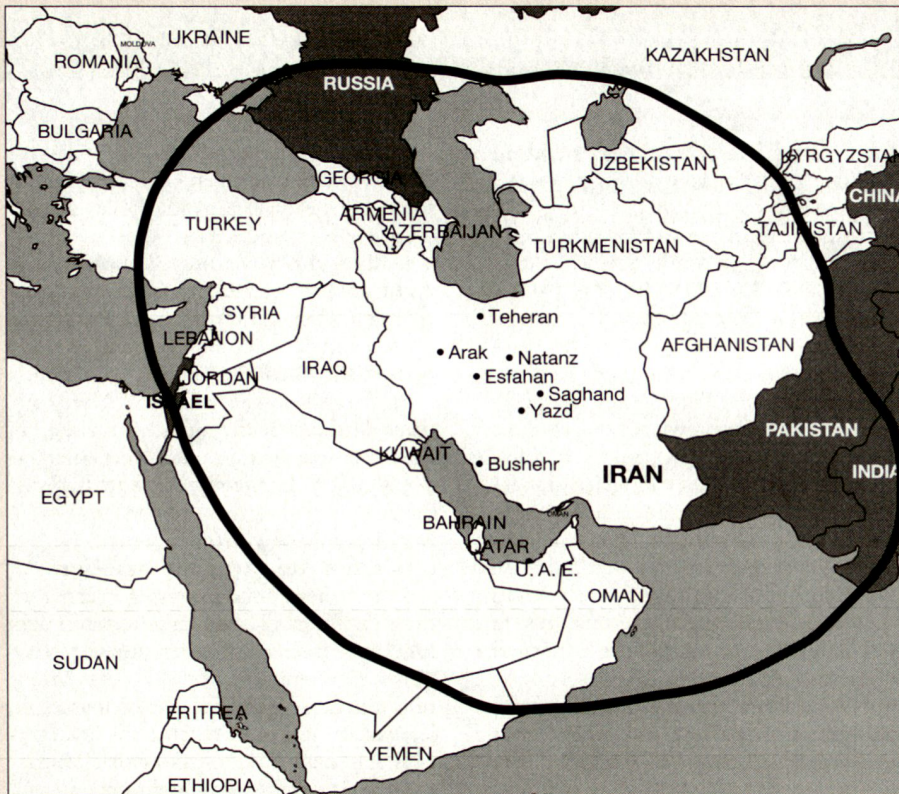 UKRAINE
MOLDOVA
ROMANIA
KAZAKHSTAN
RUSSIA
BULGARIA
UZBEKISTAN
KYRGYZSTAN
GEORGIA
CHINA
ARMENIA
TURKEY
AZERBAIJAN
TAJIKISTAN
TURKMENISTAN
SYRIA
Teheran
LEBANON
AFGHANISTAN
Arak
Natanz
IRAQ
Esfahan
JORDAN
Saghand
ISRAEL
Yazd
PAKISTAN
KUWAIT
Bushehr
IRAN
INDIA
EGYPT
OMAN
BAHRAIN
QATAR
U. A. E.
OMAN
SUDAN
ERITREA
YEMEN
ETHIOPIA